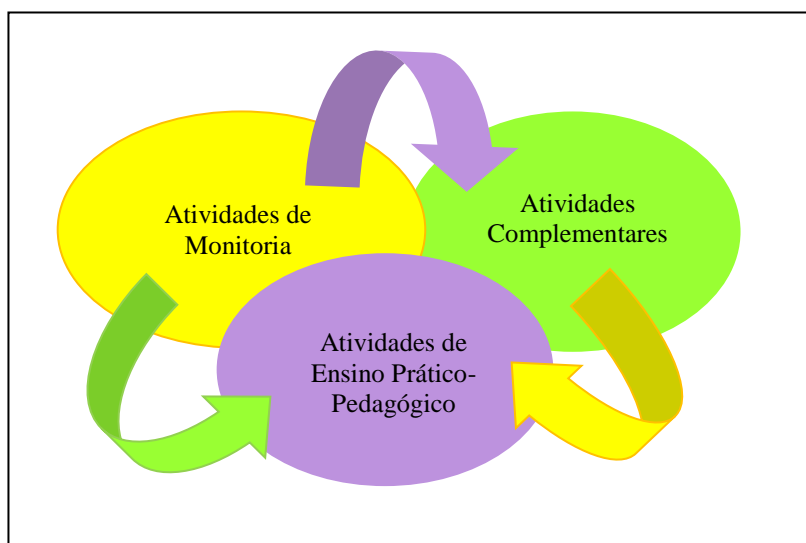 Atividades de
Monitoria
Atividades
Complementares
Atividades de
Ensino Prático-
Pedagógico